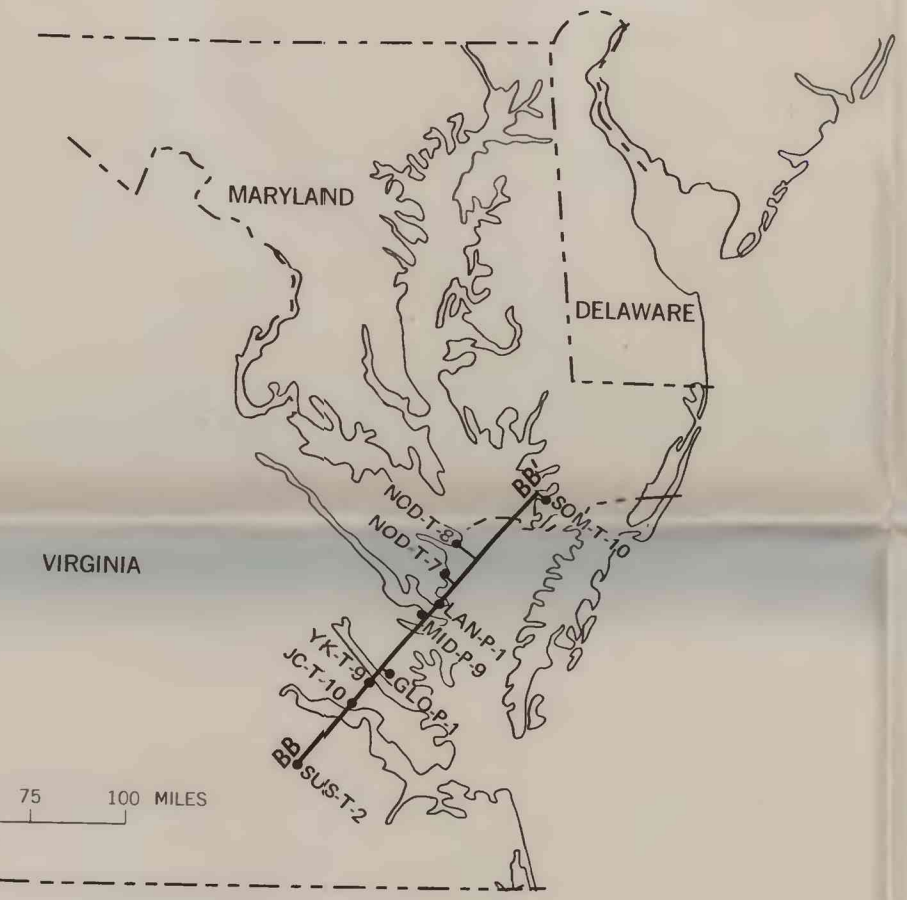 MARYLAND
DELAWARE
BB'
SOM-T-10
NOD-T-8
NOD-T-7
VIRGINIA
LAN-P-1
MID-P-9
YK-T-9
GLO-P-1
JC-T-10
BB
SUS-T-2
75 100 MILES